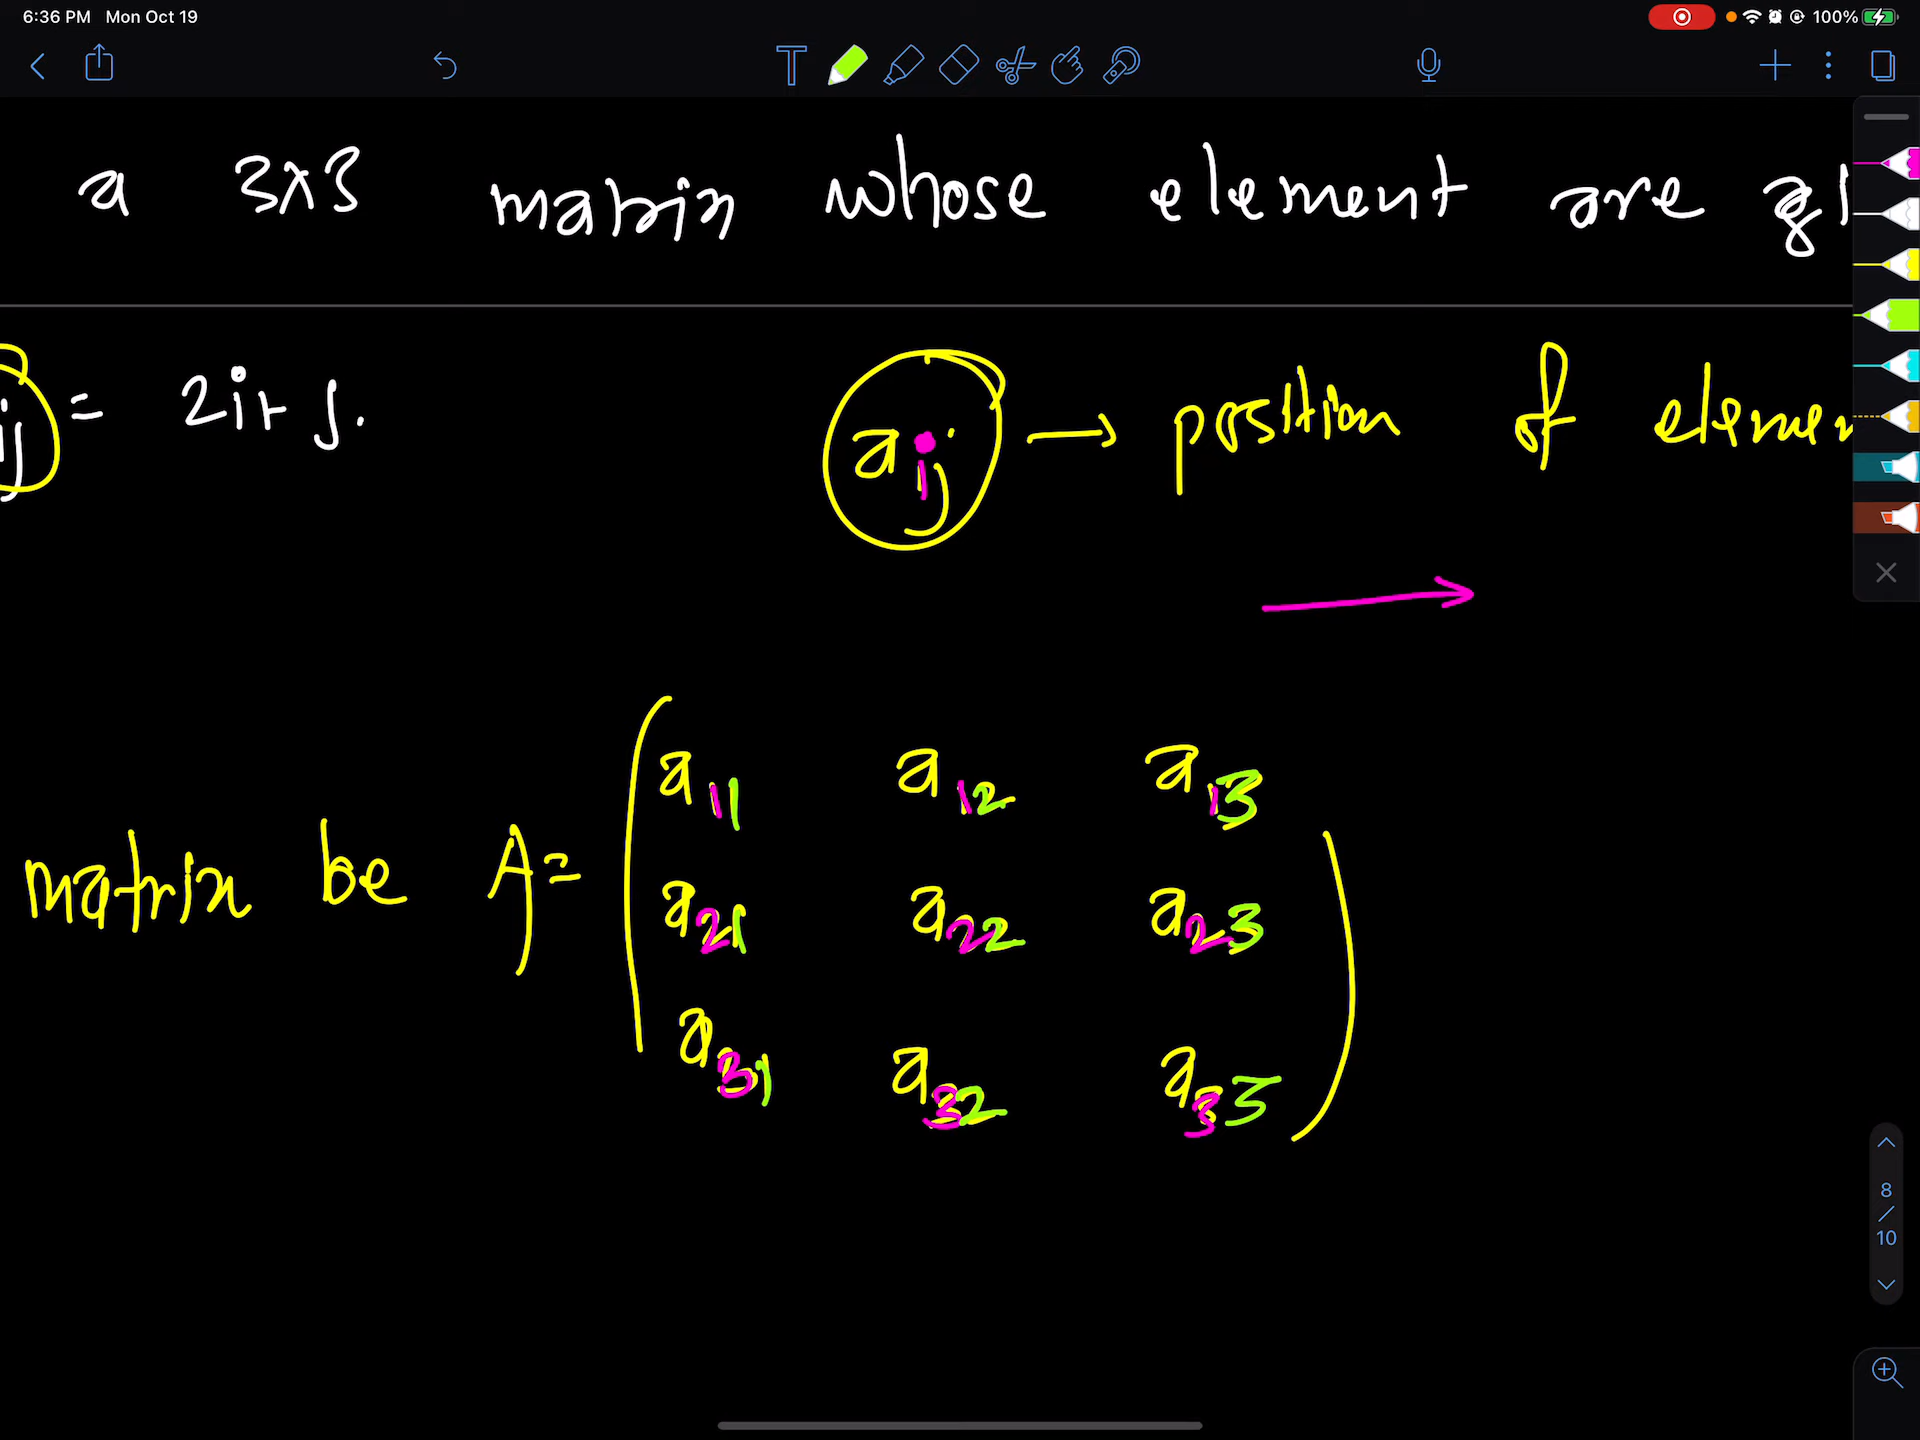 6:36 PM Mon Oct 19 100%
T
a 3x3 matrix whose element are
ij = 2i+j.
aij → position of elemen
matrix be A=
a11 a12 a13
a21 a22 a23
a31 a32 a33
8
/
10